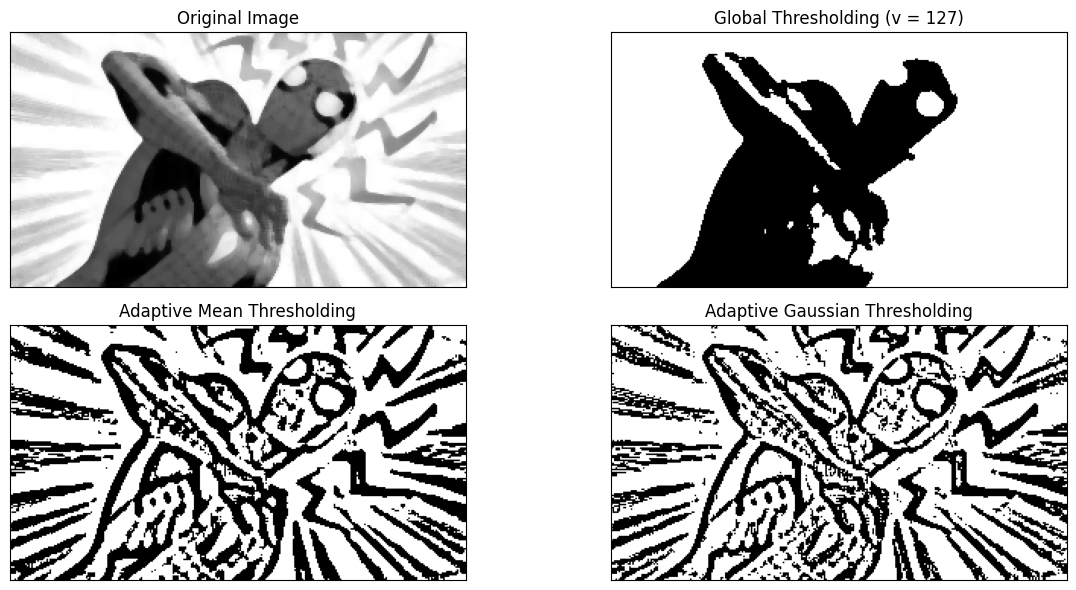 Original Image
Global Thresholding (v = 127)
Adaptive Mean Thresholding
Adaptive Gaussian Thresholding